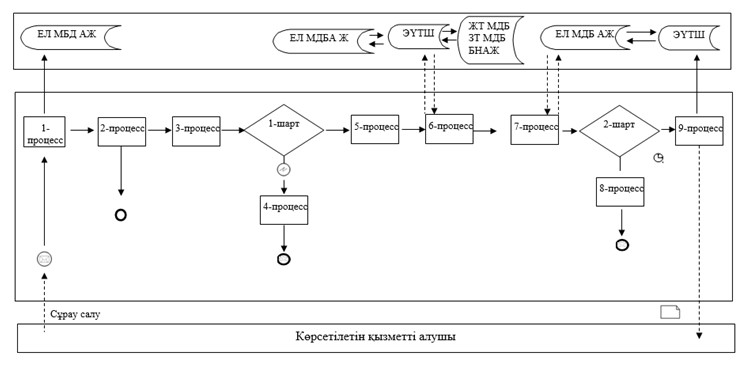 ЕЛ МБД АЖ
ЕЛ МДБА Ж
ЭҮТШ
ЖТ МДБ
ЗТ МДБ
БНАЖ
ЕЛ МДБ АЖ
ЭҮТШ
1-
процесс
2-процесс
3-процесс
1-шарт
5-процесс
6-процесс
7-процесс
2-шарт
9-процесс
4-процесс
8-процесс
Сұрау салу
Көрсетілетін қызметті алушы